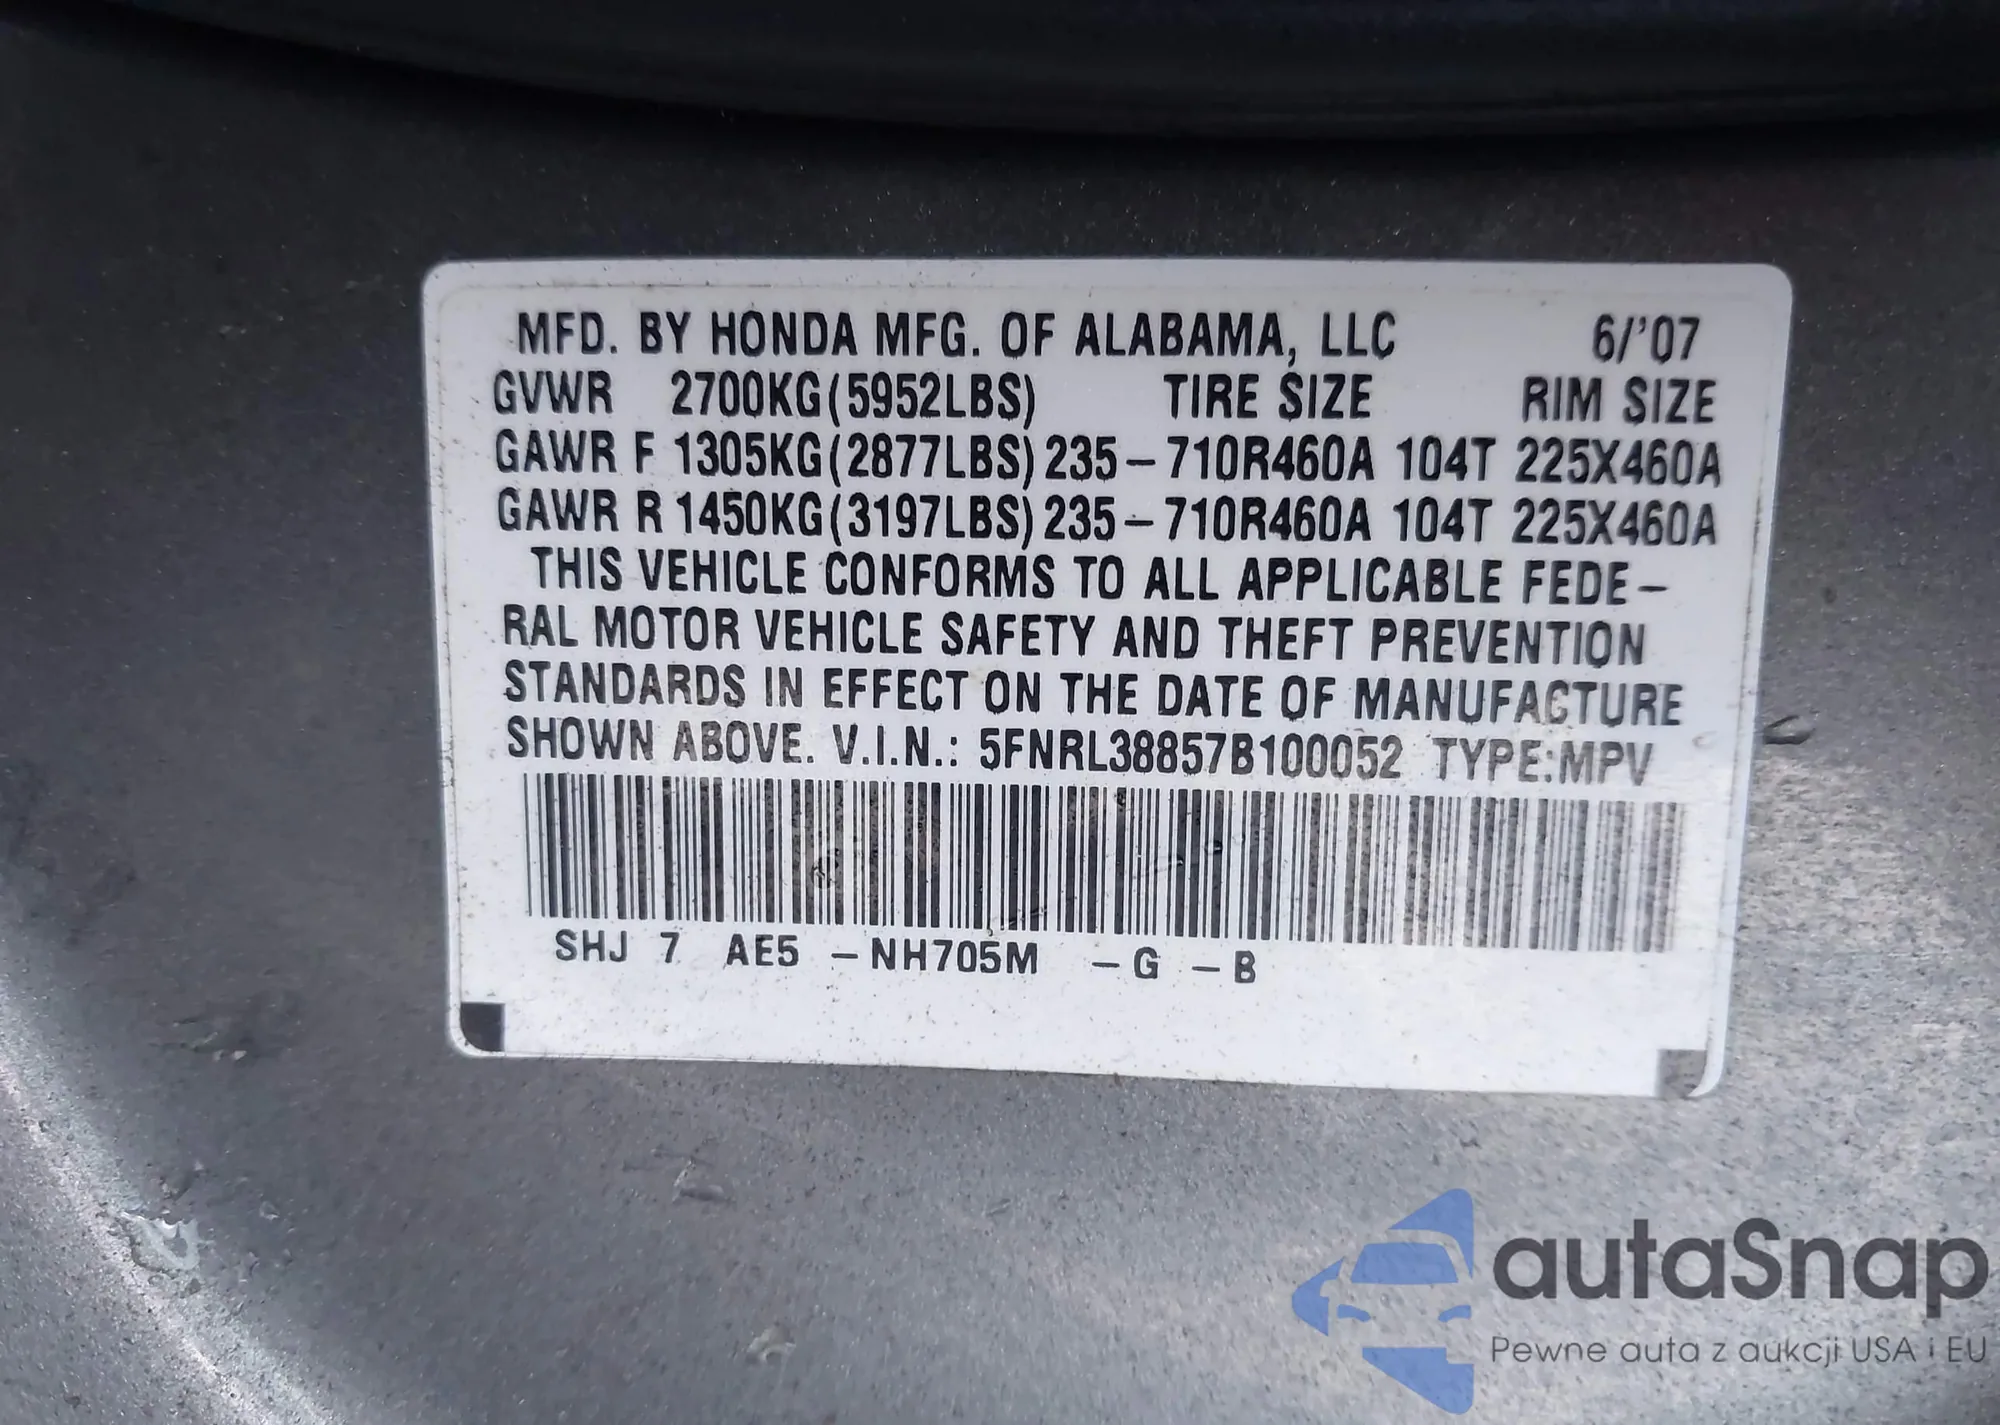 MFD. BY HONDA MFG. OF ALABAMA, LLC 6/'07
GVWR 2700KG(5952LBS) TIRE SIZE RIM SIZE
GAWR F 1305KG(2877LBS) 235-710R460A 104T 225X460A
GAWR R 1450KG(3197LBS) 235-710R460A 104T 225X460A
THIS VEHICLE CONFORMS TO ALL APPLICABLE FEDE-
RAL MOTOR VEHICLE SAFETY AND THEFT PREVENTION
STANDARDS IN EFFECT ON THE DATE OF MANUFACTURE
SHOWN ABOVE. V.I.N.: 5FNRL38857B100052 TYPE:MPV
SHJ 7 AE5 -NH705M -G -B
autaSnap
Pewne auta z aukcji USA i EU